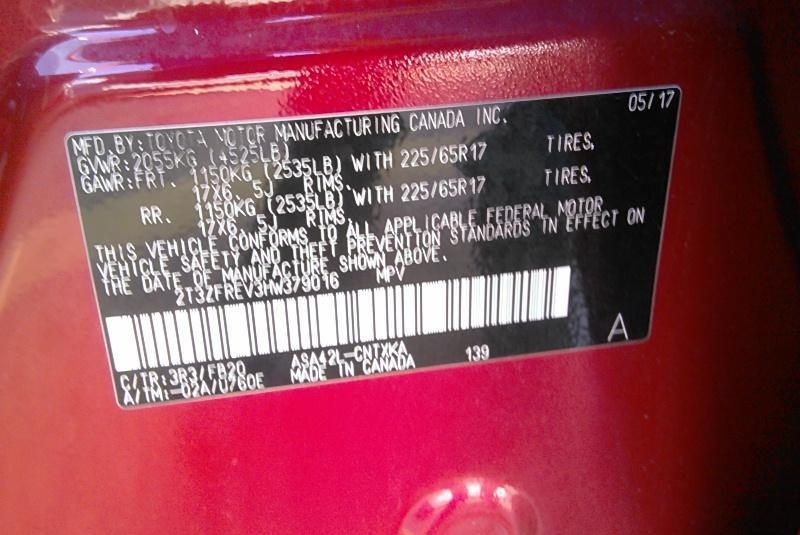 05/17
MFD.BY:TOYOTA MOTOR MANUFACTURING CANADA INC.
GVWR:2055KG (4525LB)
GAWR:FRT. 1150KG (2535LB) WITH 225/65R17 TIRES,
17X6. 5J RIMS.
RR. 1150KG (2535LB) WITH 225/65R17 TIRES,
17X6. 5J RIMS.
THIS VEHICLE CONFORMS TO ALL APPLICABLE FEDERAL MOTOR
VEHICLE SAFETY AND THEFT PREVENTION STANDARDS IN EFFECT ON
THE DATE OF MANUFACTURE SHOWN ABOVE.
2T3ZFREV3HW379016 MPV
A
C/TR:3R3/FB20 ASA42L-CNTXKA 139
A/TM:-02A/U760E MADE IN CANADA